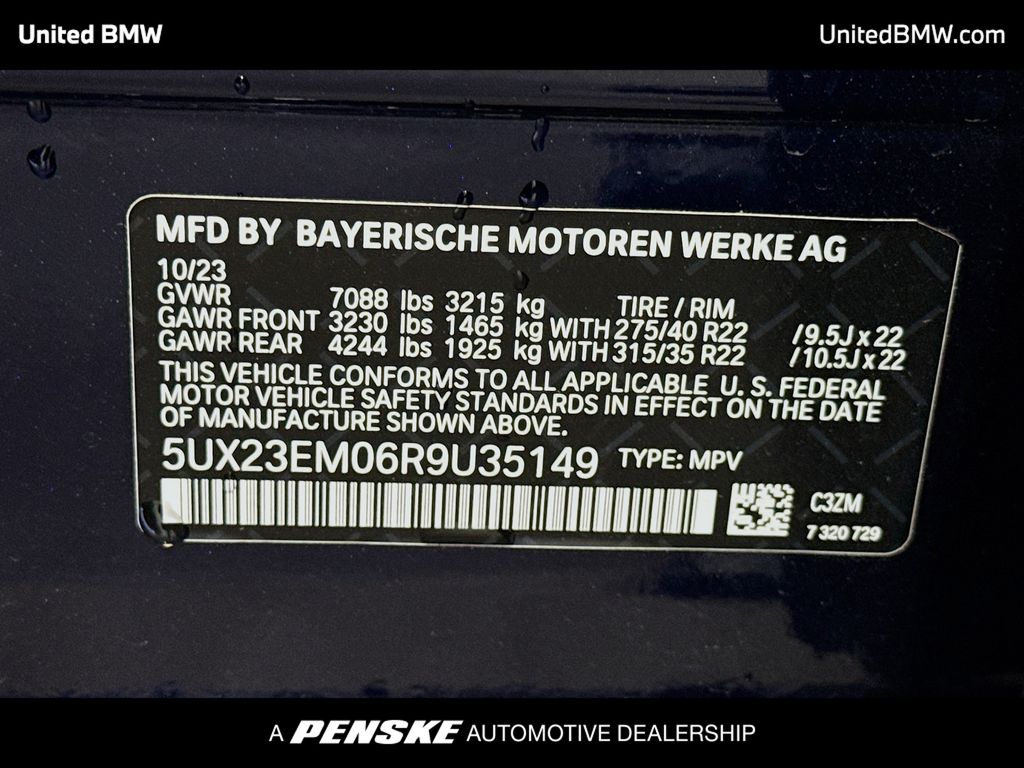 United BMW
UnitedBMW.com
MFD BY BAYERISCHE MOTOREN WERKE AG
10/23
GVWR 7088 lbs 3215 kg TIRE / RIM
GAWR FRONT 3230 lbs 1465 kg WITH 275/40 R22 / 9.5J x 22
GAWR REAR 4244 lbs 1925 kg WITH 315/35 R22 / 10.5J x 22
THIS VEHICLE CONFORMS TO ALL APPLICABLE U. S. FEDERAL
MOTOR VEHICLE SAFETY STANDARDS IN EFFECT ON THE DATE
OF MANUFACTURE SHOWN ABOVE.
5UX23EM06R9U35149 TYPE: MPV
C3ZM
7 320 729
A PENSKE AUTOMOTIVE DEALERSHIP